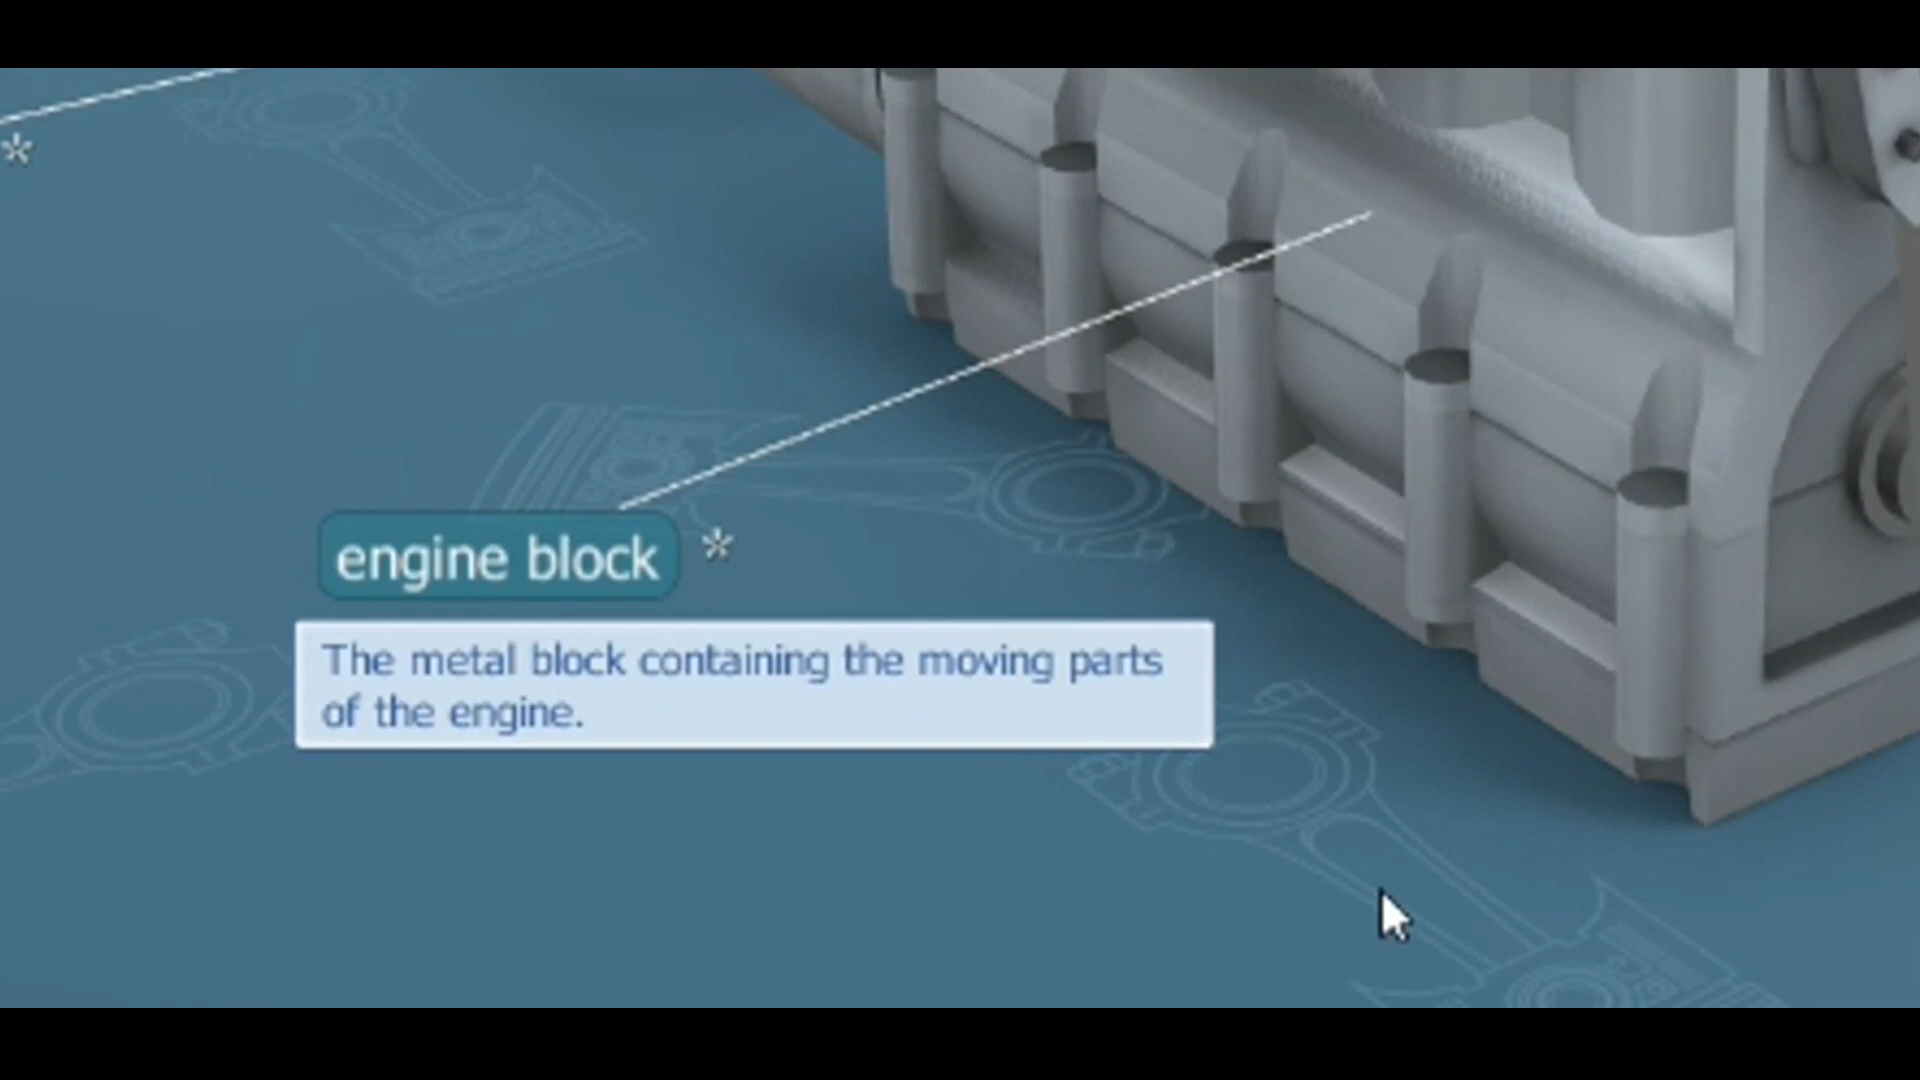 *
engine block *
The metal block containing the moving parts
of the engine.